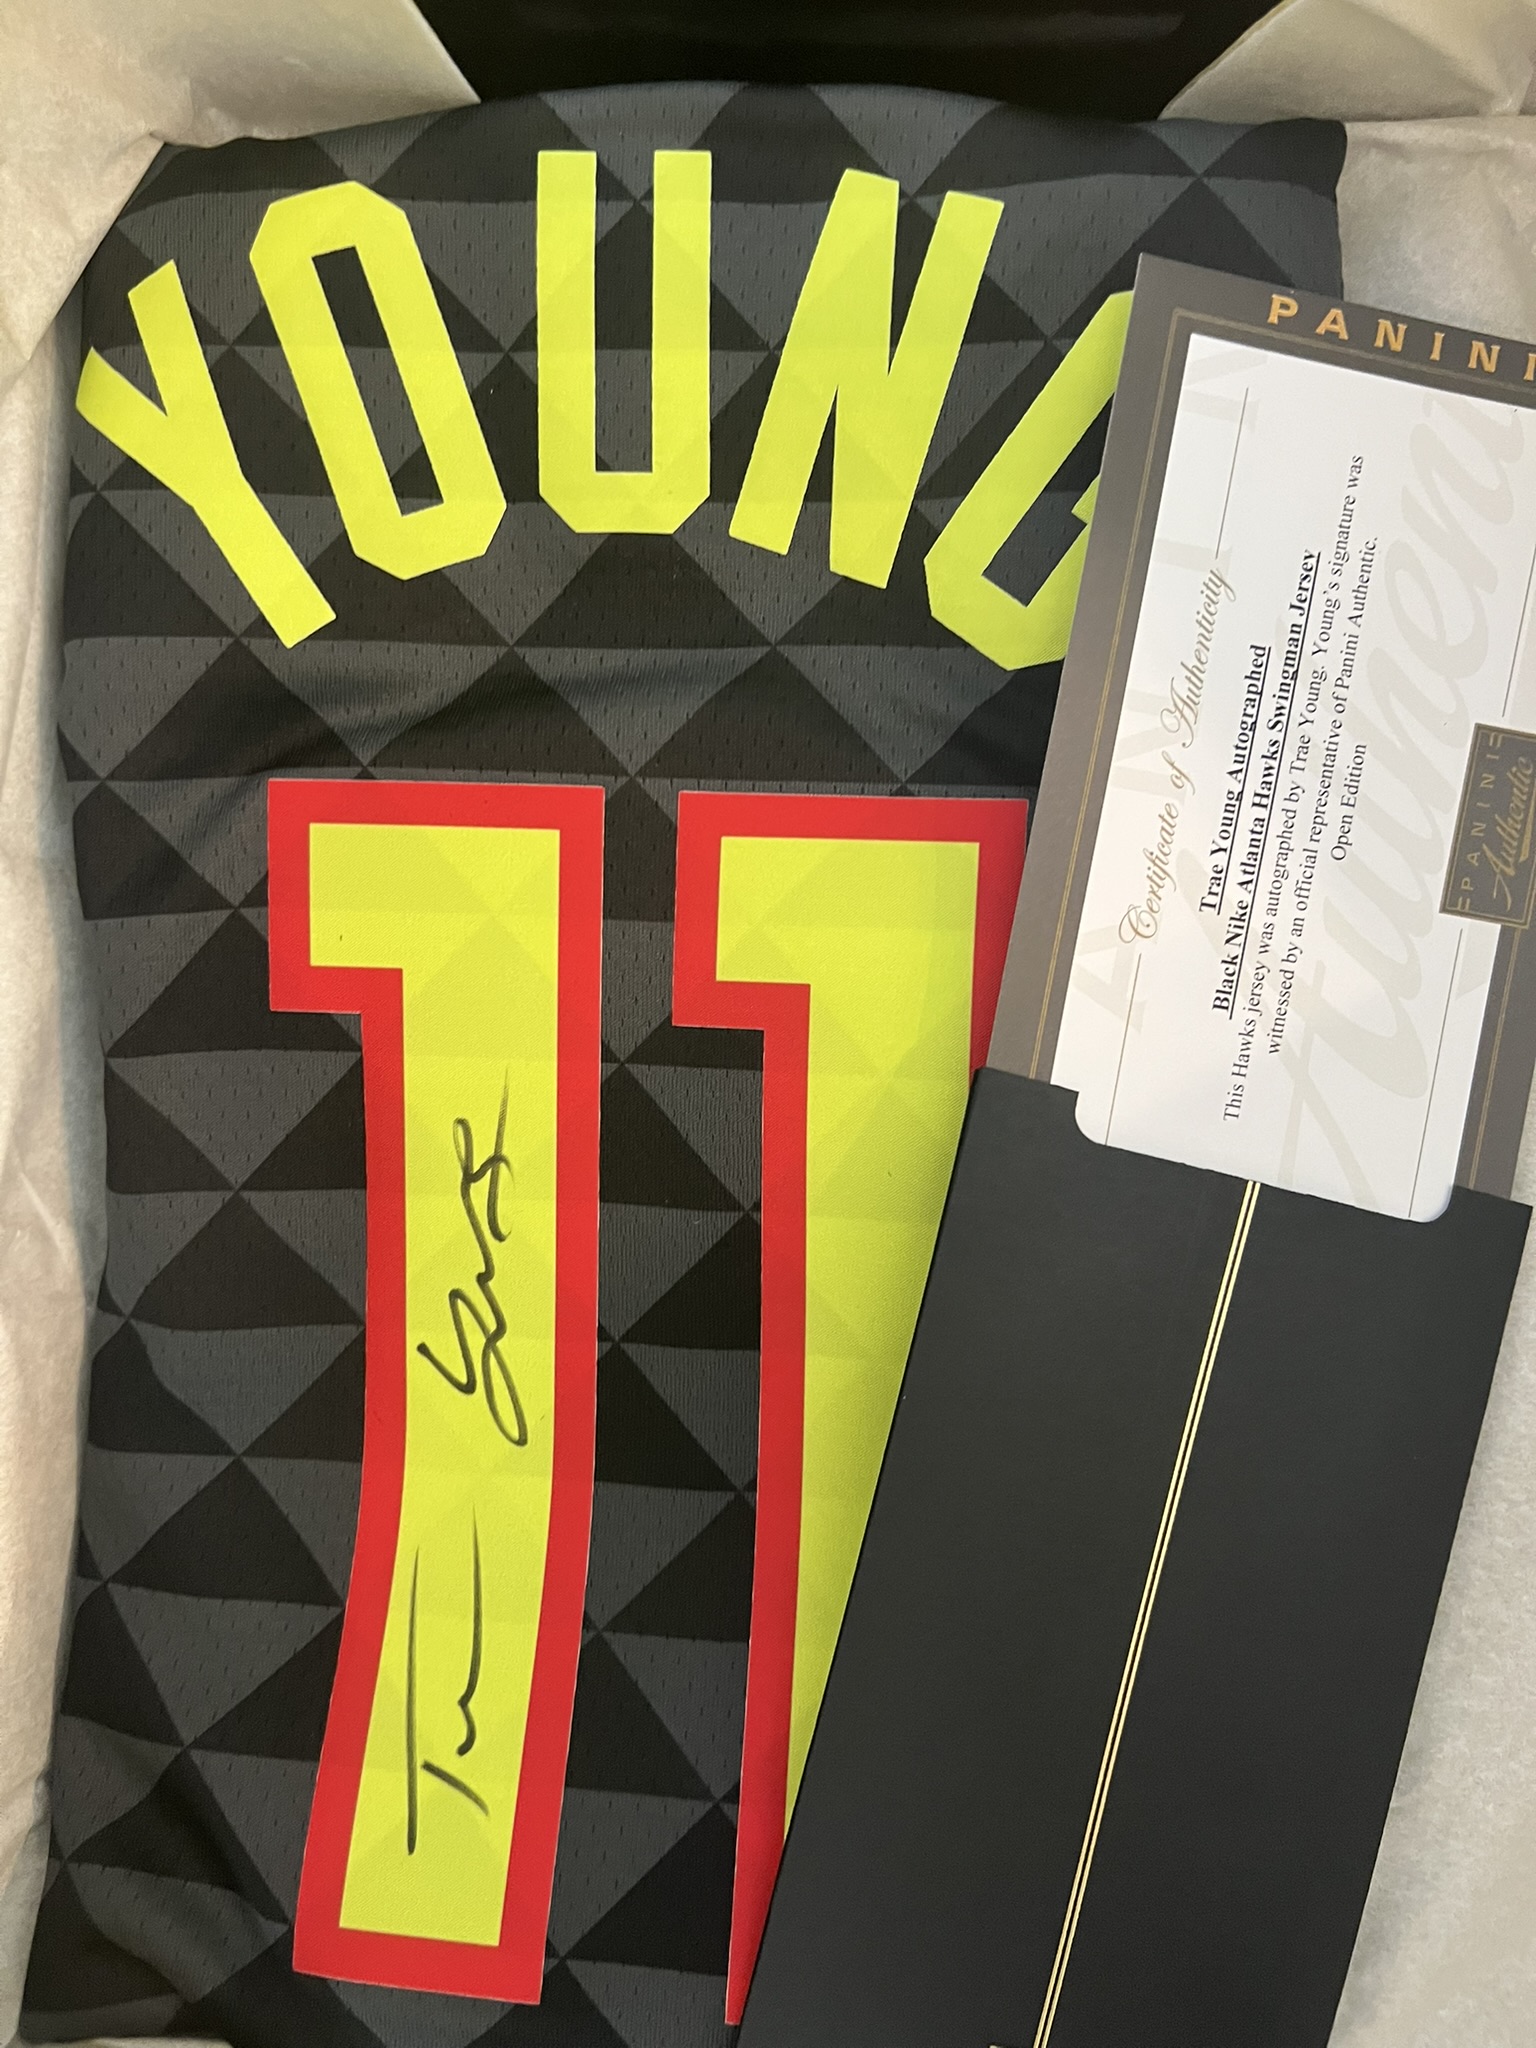 YOUNG
11
Trae Young
PANINI
Certificate of Authenticity
Trae Young Autographed
Black Nike Atlanta Hawks Swingman Jersey
This Hawks jersey was autographed by Trae Young. Young's signature was
witnessed by an official representative of Panini Authentic.
Open Edition
PANINI
Authentic